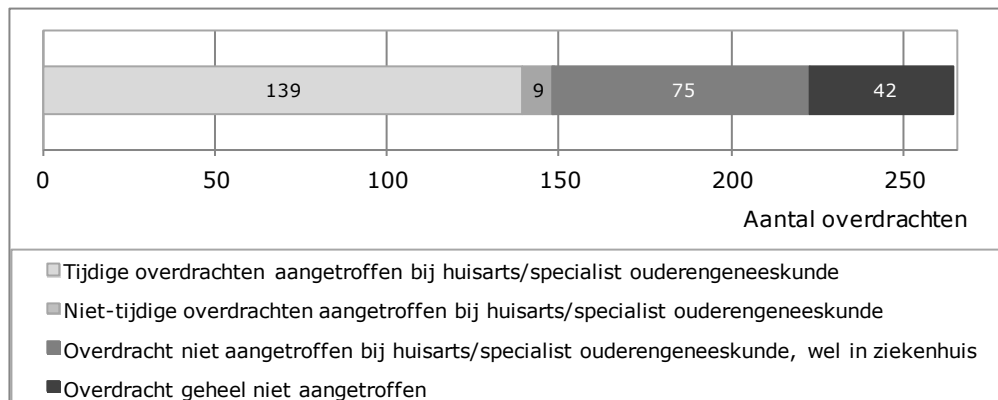 139 9 75 42
0 50 100 150 200 250
Aantal overdrachten
Tijdige overdrachten aangetroffen bij huisarts/specialist ouderengeneeskunde
Niet-tijdige overdrachten aangetroffen bij huisarts/specialist ouderengeneeskunde
Overdracht niet aangetroffen bij huisarts/specialist ouderengeneeskunde, wel in ziekenhuis
Overdracht geheel niet aangetroffen